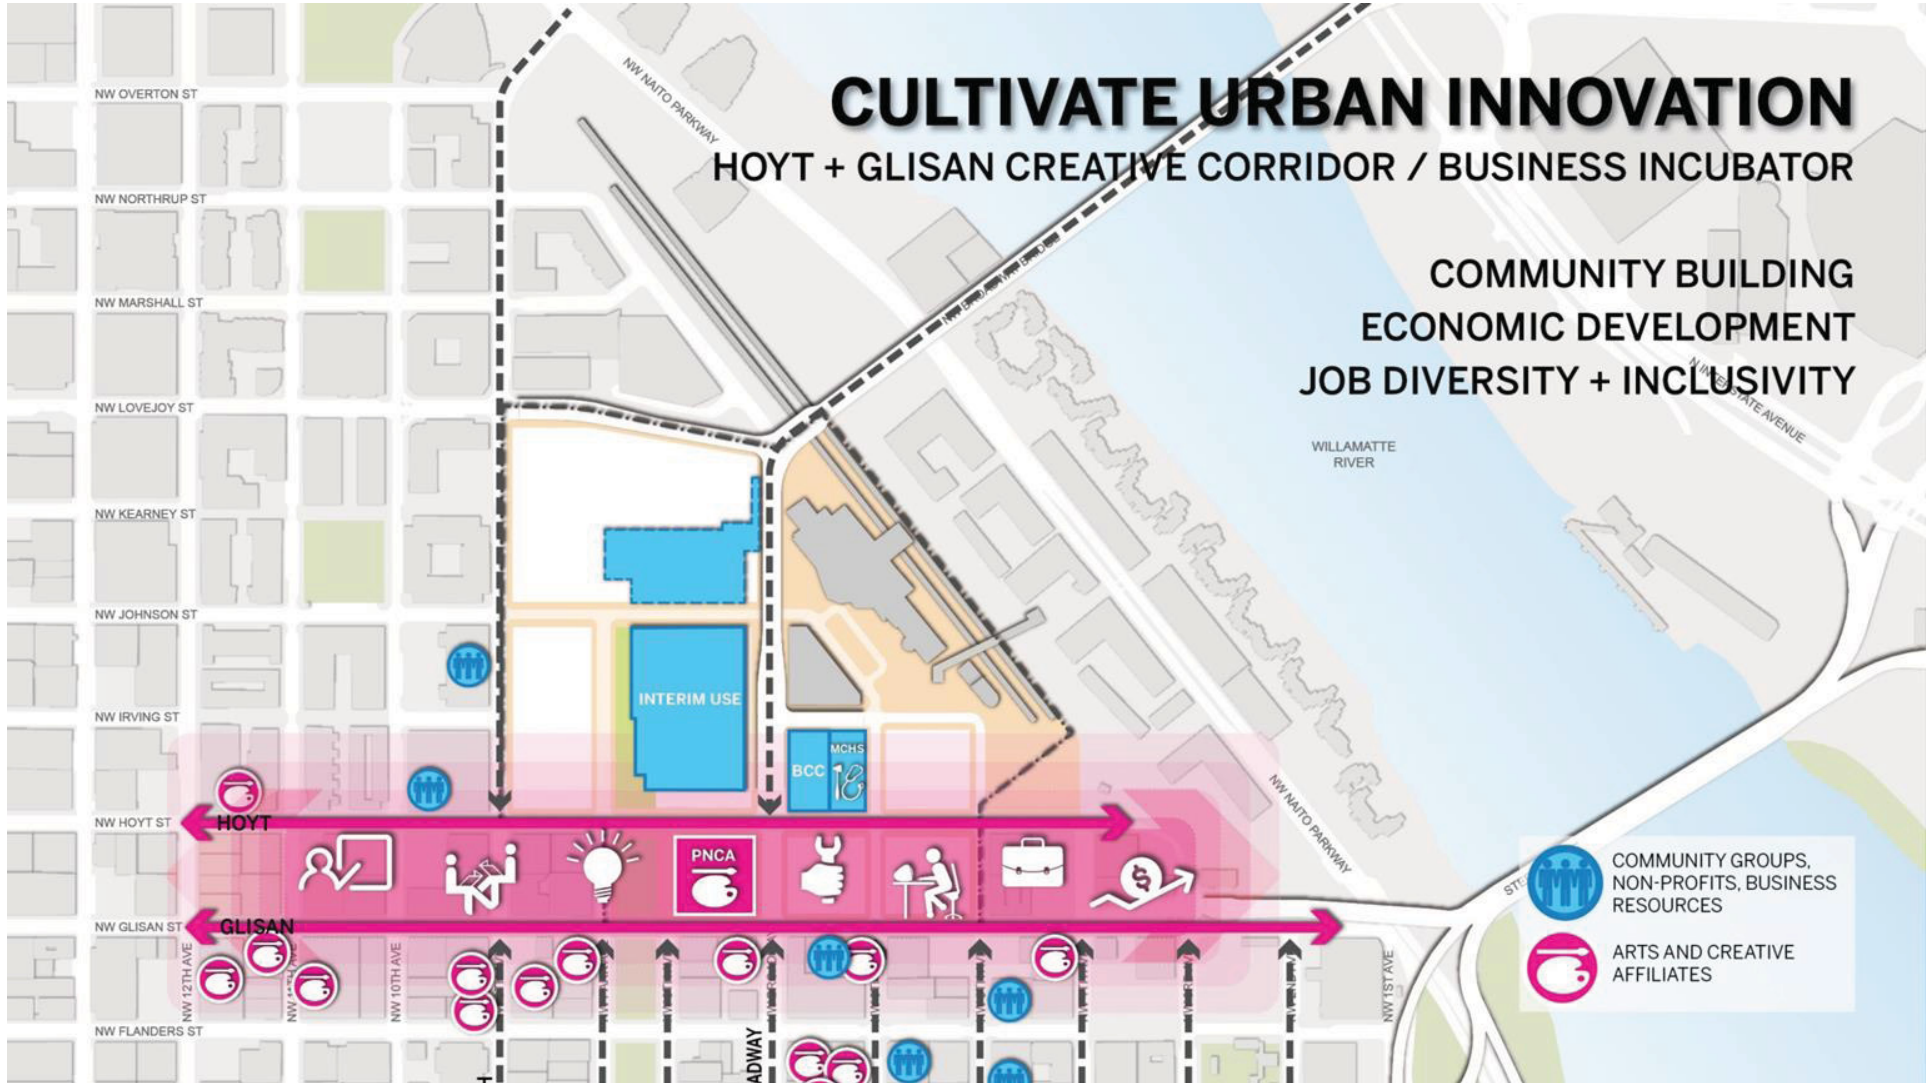 CULTIVATE URBAN INNOVATION
HOYT + GLISAN CREATIVE CORRIDOR / BUSINESS INCUBATOR
COMMUNITY BUILDING
ECONOMIC DEVELOPMENT
JOB DIVERSITY + INCLUSIVITY
NW NAITO PARKWAY
NW OVERTON ST
NW NORTHRUP ST
NW MARSHALL ST
NW LOVEJOY ST
N INTERSTATE AVENUE
WILLAMATTE
RIVER
NW KEARNEY ST
NW JOHNSON ST
INTERIM USE
NW IRVING ST
BCC
MCHS
NW HOYT ST
HOYT
NW NAITO PARKWAY
PNCA
NW GLISAN ST
GLISAN
COMMUNITY GROUPS,
NON-PROFITS, BUSINESS
RESOURCES
ARTS AND CREATIVE
AFFILIATES
NW 12TH AVE
NW 10TH AVE
NW 1ST AVE
NW FLANDERS ST